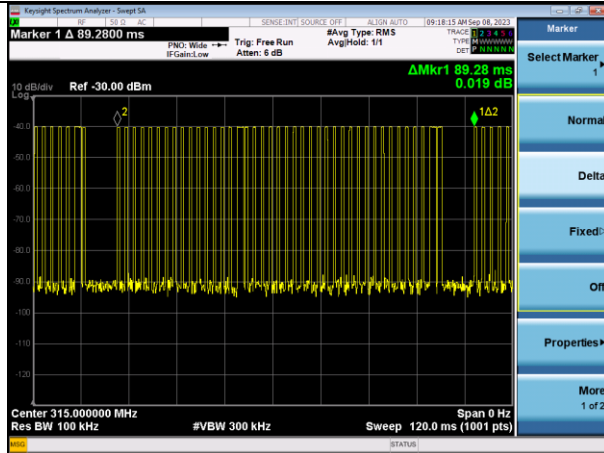 Keysight Spectrum Analyzer - Swept SA
RF 50 Ω AC SENSE:INT SOURCE OFF ALIGN AUTO 09:18:15 AM Sep 08, 2023
Marker 1 Δ 89.2800 ms
PNO: Wide
IFGain:Low
Trig: Free Run
Atten: 6 dB
#Avg Type: RMS
Avg|Hold: 1/1
TRACE 1 2 3 4 5 6
TYPE M WWWWW
DET P N N N N N
ΔMkr1 89.28 ms
0.019 dB
10 dB/div Ref -30.00 dBm
Log
2
1Δ2
-40.0
-50.0
-60.0
-70.0
-80.0
-90.0
-100
-110
-120
Center 315.000000 MHz
Span 0 Hz
Res BW 100 kHz
#VBW 300 kHz
Sweep 120.0 ms (1001 pts)
MSG
STATUS
Marker
Select Marker
1
Normal
Delta
Fixed
Off
Properties
More
1 of 2